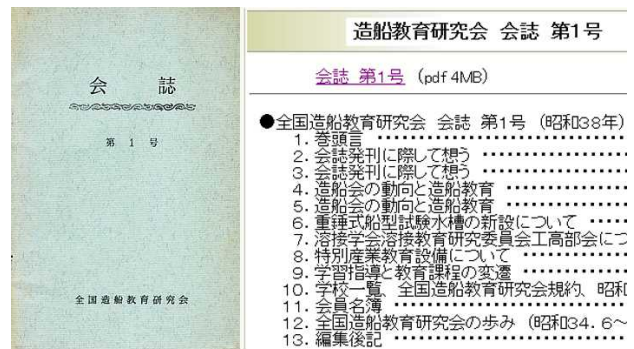 会 誌
第 1 号
全国造船教育研究会
造船教育研究会 会誌 第1号
会誌 第1号 (pdf 4MB)
●全国造船教育研究会 会誌 第1号 (昭和38年)
1. 巻頭言 ・・・・・・・・・・・・・・・・・・・・・・・・
2. 会誌発刊に際して想う ・・・・・・・・・・・・・・
3. 会誌発刊に際して想う ・・・・・・・・・・・・・・
4. 造船会の動向と造船教育 ・・・・・・・・・・・・
5. 造船会の動向と造船教育 ・・・・・・・・・・・・
6. 重錘式船型試験水槽の新設について ・・・・
7. 溶接学会溶接教育研究委員会工高部会につ
8. 特別産業教育設備について ・・・・・・・・・・・
9. 学習指導と教育課程の変遷 ・・・・・・・・・・・
10. 学校一覧、全国造船教育研究会規約、昭和
11. 会員名簿 ・・・・・・・・・・・・・・・・・・・・・・
12. 全国造船教育研究会の歩み (昭和34.6~
13. 編集後記 ・・・・・・・・・・・・・・・・・・・・・・